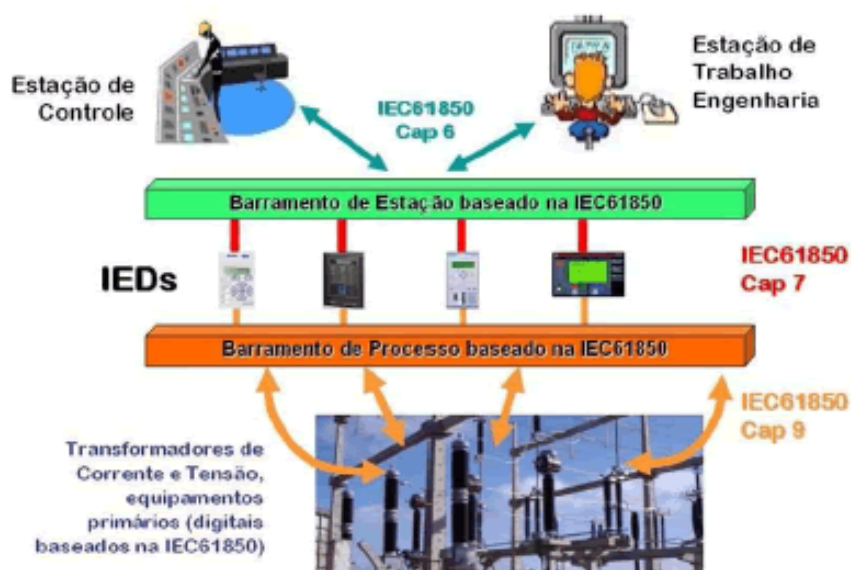 Estação de
Controle
IEC61850
Cap 6
Estação de
Trabalho
Engenharia
Barramento de Estação baseado na IEC61850
IEDs
IEC61850
Cap 7
Barramento de Processo baseado na IEC61850
IEC61850
Cap 9
Transformadores de
Corrente e Tensão,
equipamentos
primários (digitais
baseados na IEC61850)